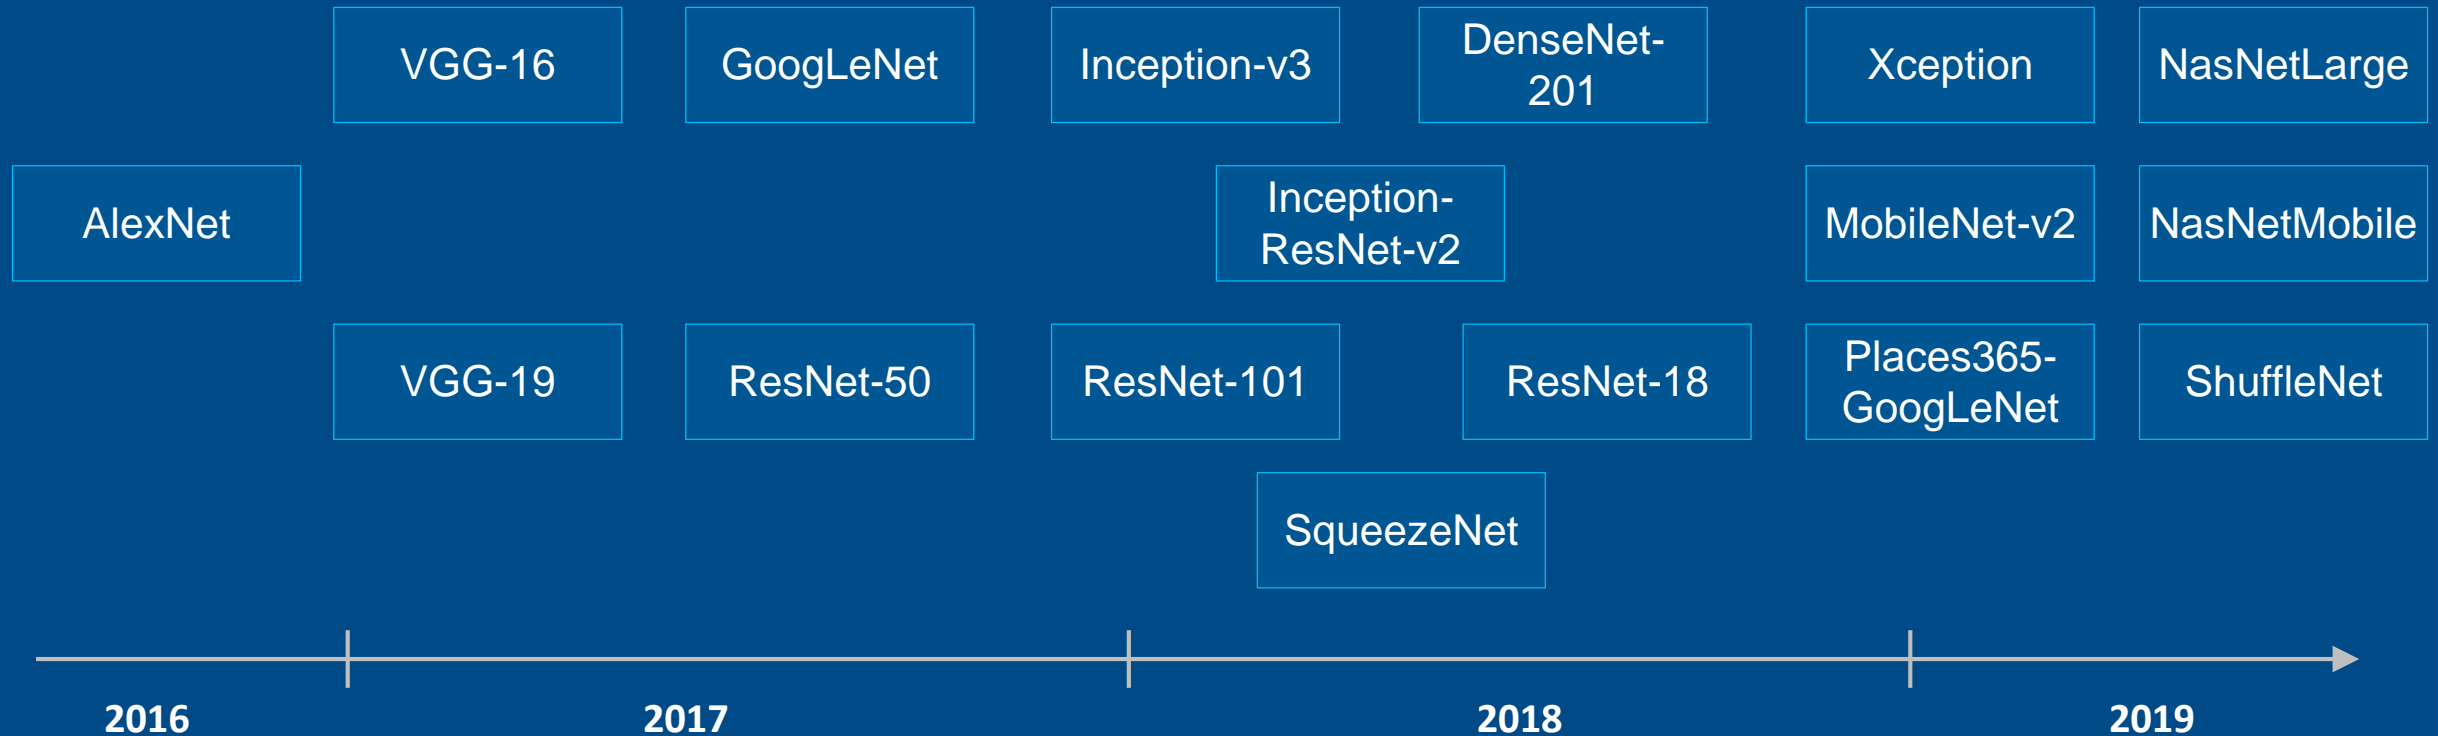 VGG-16
GoogLeNet
Inception-v3
DenseNet-
201
Xception
NasNetLarge
AlexNet
Inception-
ResNet-v2
MobileNet-v2
NasNetMobile
VGG-19
ResNet-50
ResNet-101
ResNet-18
Places365-
GoogLeNet
ShuffleNet
SqueezeNet
2016
2017
2018
2019